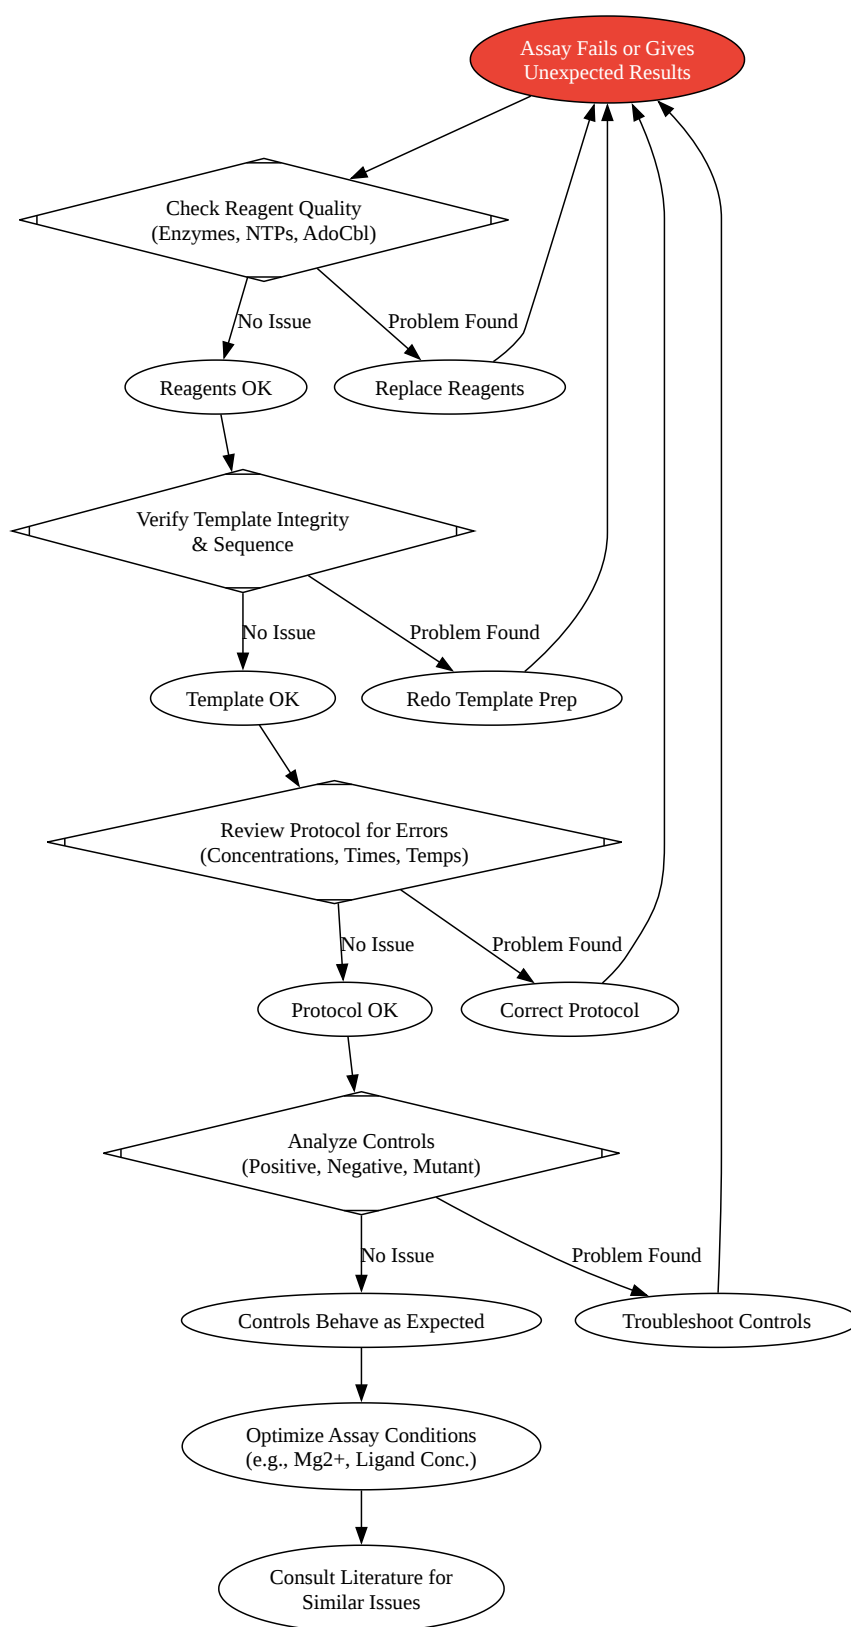 Assay Fails or Gives
Unexpected Results
Check Reagent Quality
(Enzymes, NTPs, AdoCbl)
No Issue
Problem Found
Reagents OK
Replace Reagents
Verify Template Integrity
& Sequence
No Issue
Problem Found
Template OK
Redo Template Prep
Review Protocol for Errors
(Concentrations, Times, Temps)
No Issue
Problem Found
Protocol OK
Correct Protocol
Analyze Controls
(Positive, Negative, Mutant)
No Issue
Problem Found
Controls Behave as Expected
Troubleshoot Controls
Optimize Assay Conditions
(e.g., Mg2+, Ligand Conc.)
Consult Literature for
Similar Issues